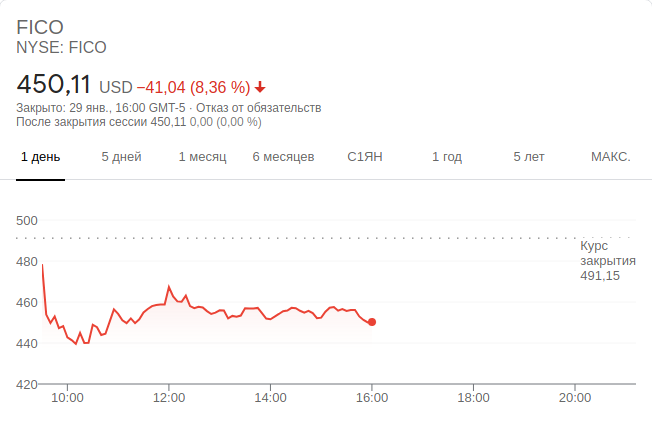 FICO
NYSE: FICO
450,11 USD −41,04 (8,36 %)
Закрыто: 29 янв., 16:00 GMT-5 · Отказ от обязательств
После закрытия сессии 450,11 0,00 (0,00 %)
1 день 5 дней 1 месяц 6 месяцев С1ЯН 1 год 5 лет МАКС.
500
Курс
закрытия
491,15
480
460
440
420
10:00 12:00 14:00 16:00 18:00 20:00